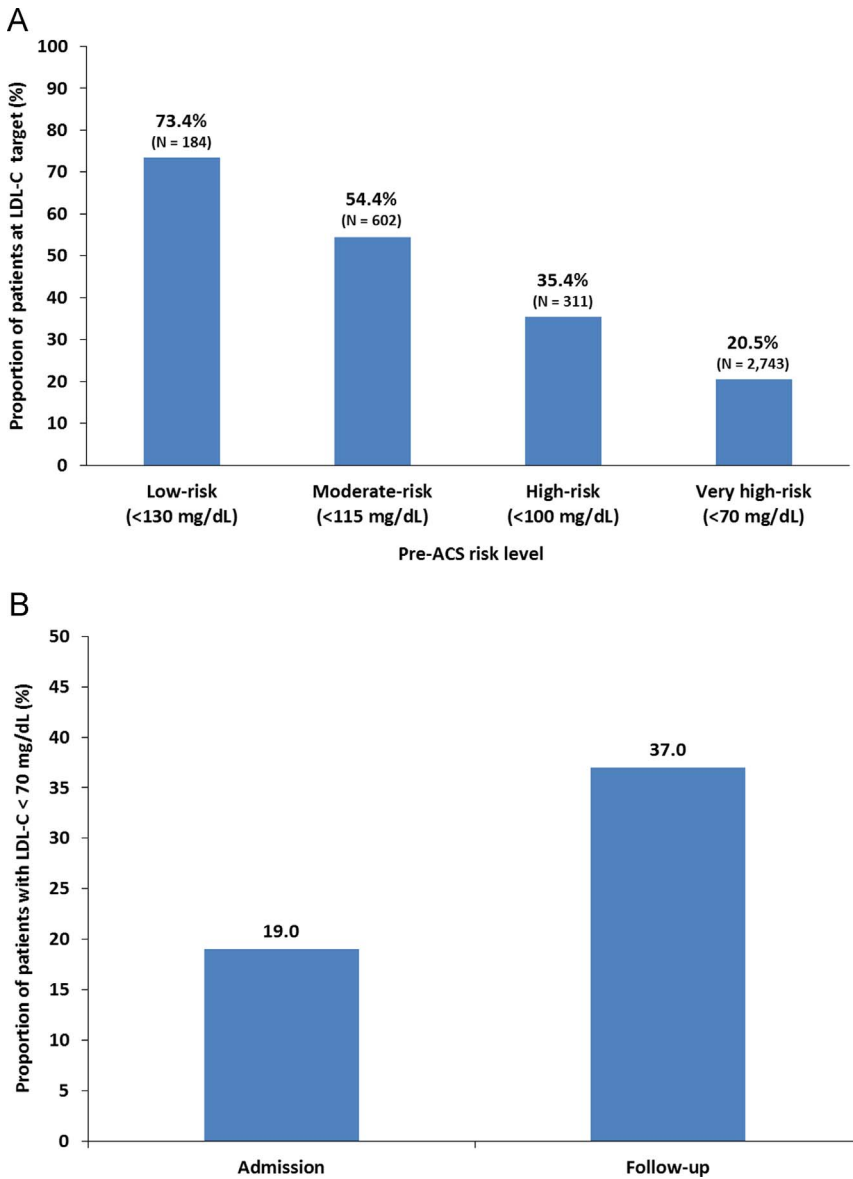 A
Proportion of patients at LDL-C target (%)
100
90
80
70
60
50
40
30
20
10
0
73.4%
(N = 184)
54.4%
(N = 602)
35.4%
(N = 311)
20.5%
(N = 2,743)
Low-risk
(<130 mg/dL)
Moderate-risk
(<115 mg/dL)
High-risk
(<100 mg/dL)
Very high-risk
(<70 mg/dL)
Pre-ACS risk level
B
Proportion of patients with LDL-C < 70 mg/dL (%)
50
45
40
35
30
25
20
15
10
5
0
19.0
37.0
Admission
Follow-up